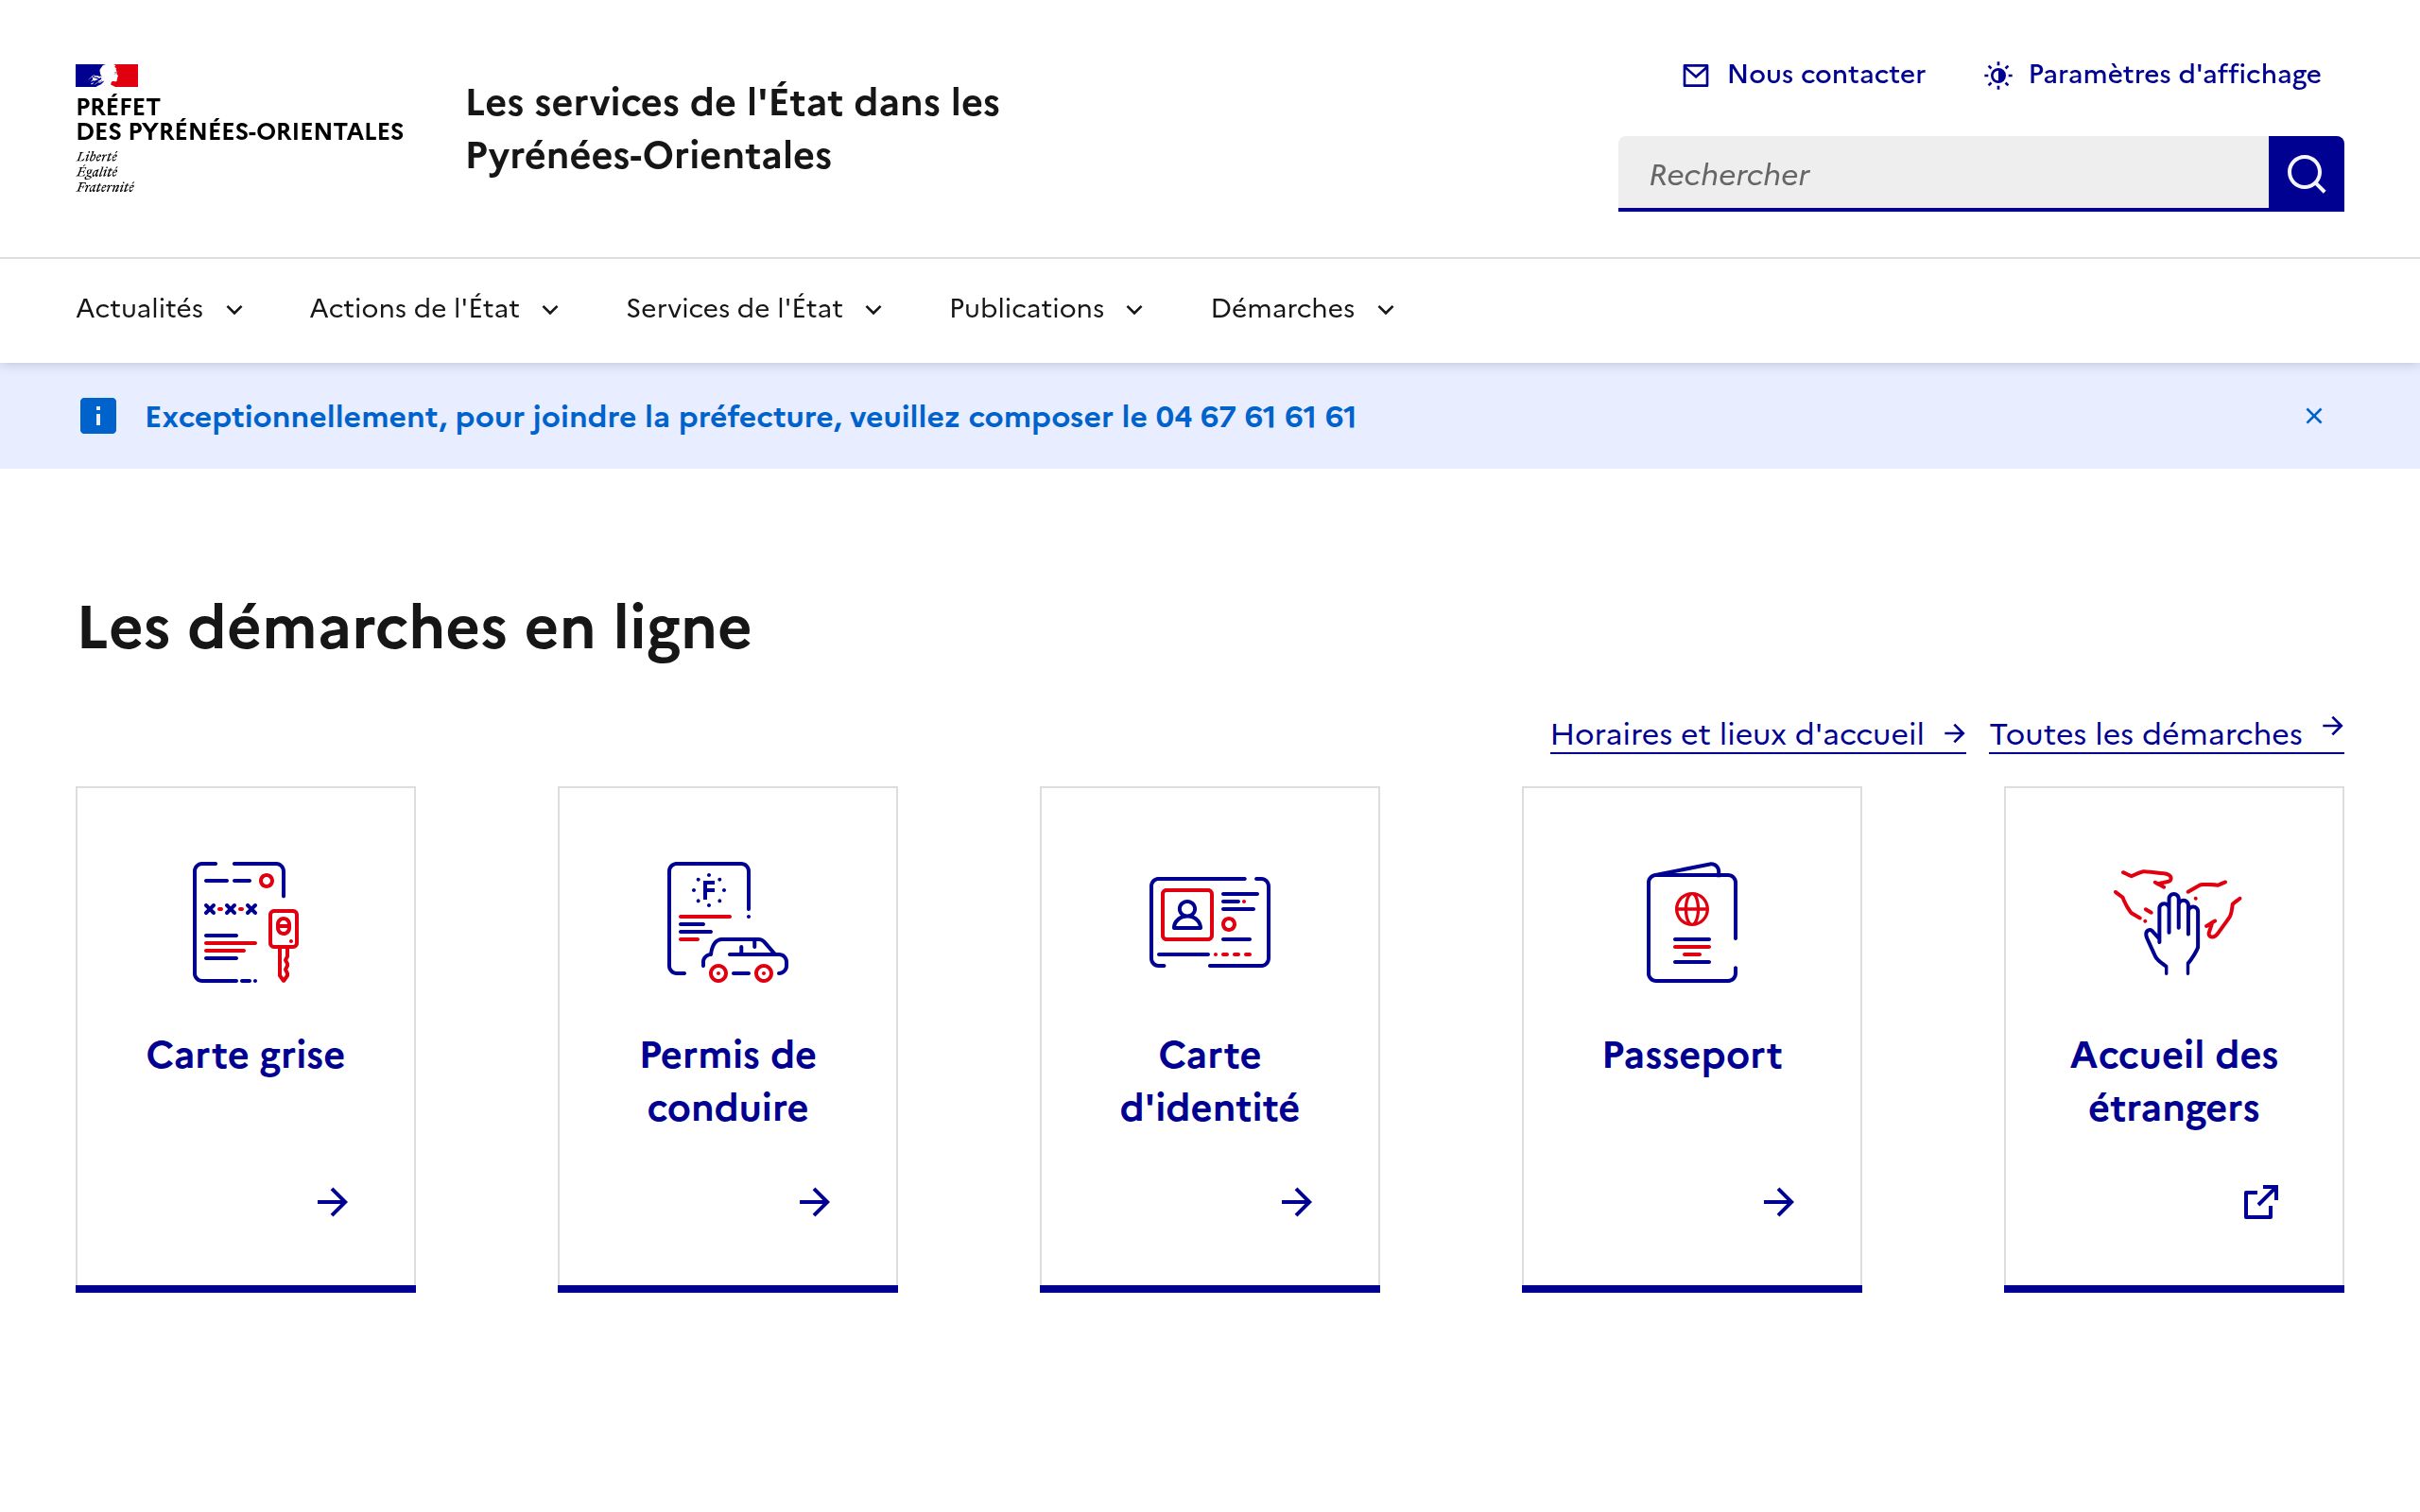 PRÉFET
DES PYRÉNÉES-ORIENTALES
Liberté
Égalité
Fraternité
Les services de l'État dans les
Pyrénées-Orientales
Nous contacter
Paramètres d'affichage
Rechercher
Actualités
Actions de l'État
Services de l'État
Publications
Démarches
Exceptionnellement, pour joindre la préfecture, veuillez composer le 04 67 61 61 61
Les démarches en ligne
Horaires et lieux d'accueil
Toutes les démarches
F
Carte grise
Permis de
conduire
Carte
d'identité
Passeport
Accueil des
étrangers